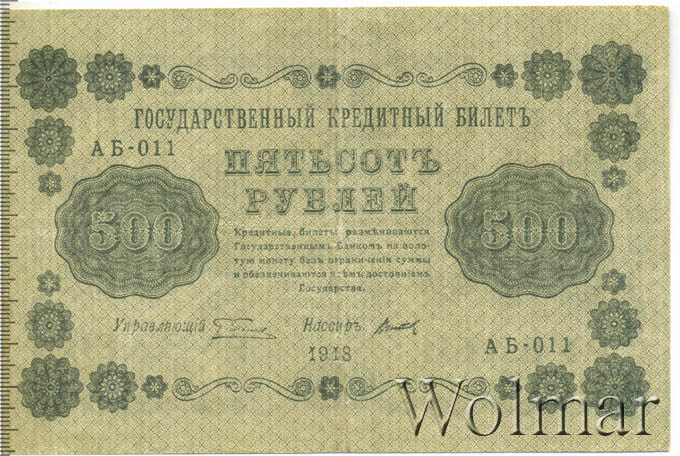 ГОСУДАРСТВЕННЫЙ КРЕДИТНЫЙ БИЛЕТЪ
АБ-011
ПЯТЬСОТЪ
РУБЛЕЙ
500
500
Кредитные билеты размѣниваются
Государственнымъ Банкомъ на золо-
тую монету безъ ограниченія суммы
и обезпечиваются всѣмъ достояніемъ
Государства.
Управляющій
Кассиръ
1918
АБ-011
Wolmar